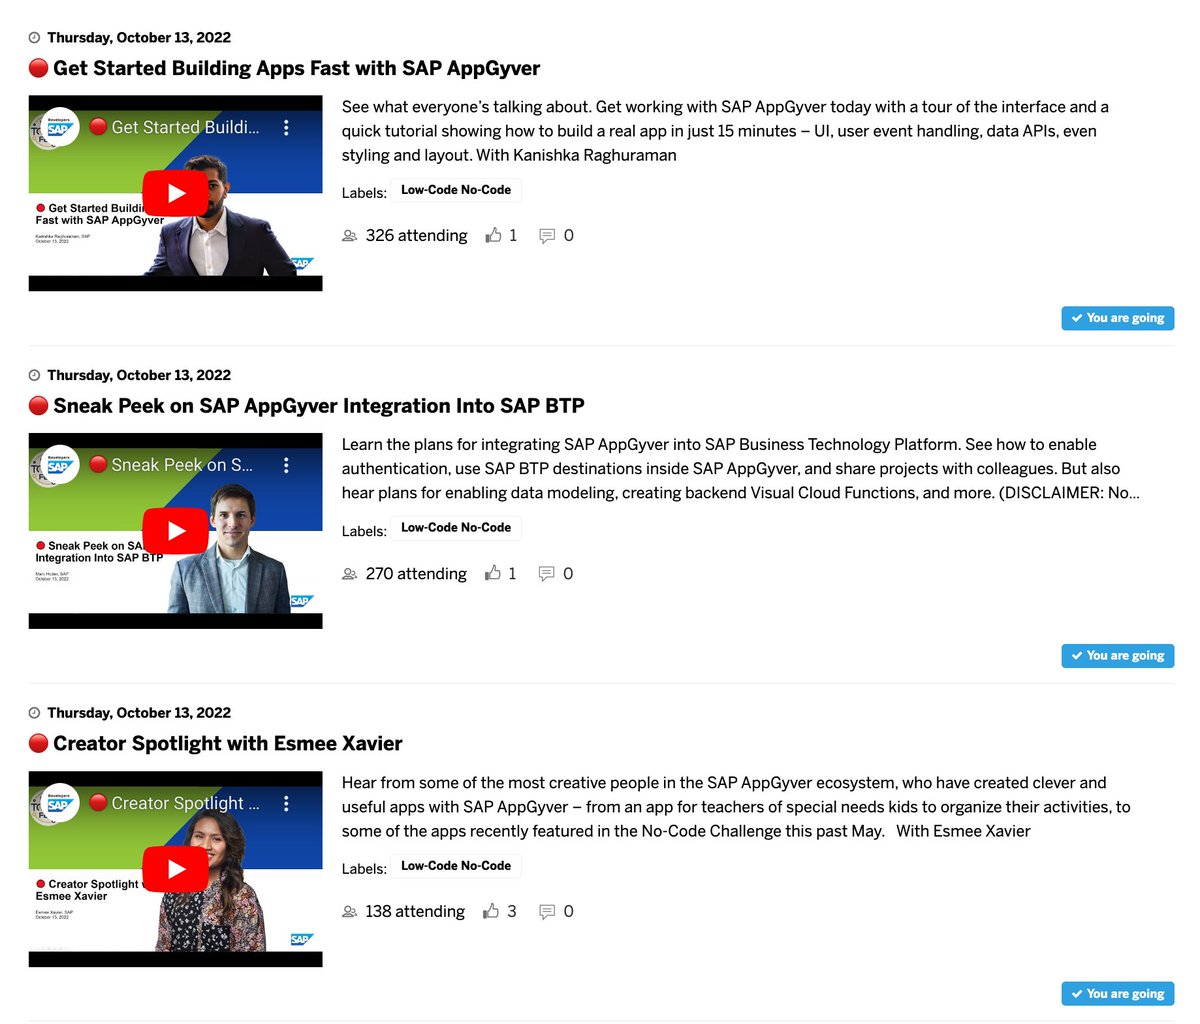 Thursday, October 13, 2022
Get Started Building Apps Fast with SAP AppGyver
Developers
SAP
Get Started Buildi...
Get Started Buildin
Fast with SAP AppGyver
Kanishka Raghuraman, SAP
October 13, 2022
SAP
See what everyone's talking about. Get working with SAP AppGyver today with a tour of the interface and a
quick tutorial showing how to build a real app in just 15 minutes – UI, user event handling, data APIs, even
styling and layout. With Kanishka Raghuraman
Labels: Low-Code No-Code
326 attending 1 0
You are going
Thursday, October 13, 2022
Sneak Peek on SAP AppGyver Integration Into SAP BTP
Developers
SAP
Sneak Peek on S...
Sneak Peek on SA
Integration Into SAP BTP
October 13, 2022
SAP
Learn the plans for integrating SAP AppGyver into SAP Business Technology Platform. See how to enable
authentication, use SAP BTP destinations inside SAP AppGyver, and share projects with colleagues. But also
hear plans for enabling data modeling, creating backend Visual Cloud Functions, and more. (DISCLAIMER: No...
Labels: Low-Code No-Code
270 attending 1 0
You are going
Thursday, October 13, 2022
Creator Spotlight with Esmee Xavier
Developers
SAP
Creator Spotlight ...
Creator Spotlight
Esmee Xavier
Esmee Xavier, SAP
October 13, 2022
SAP
Hear from some of the most creative people in the SAP AppGyver ecosystem, who have created clever and
useful apps with SAP AppGyver – from an app for teachers of special needs kids to organize their activities, to
some of the apps recently featured in the No-Code Challenge this past May. With Esmee Xavier
Labels: Low-Code No-Code
138 attending 3 0
You are going